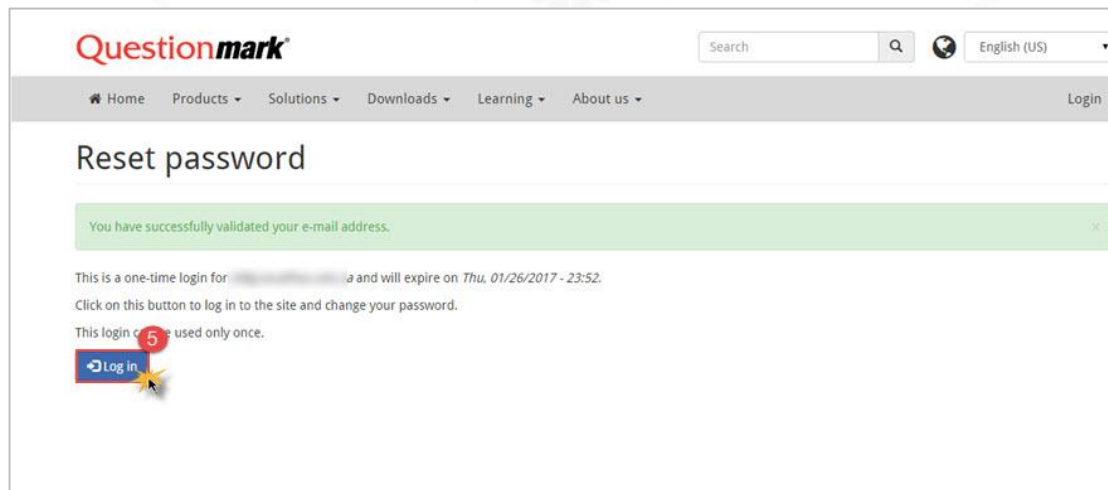 Questionmark®
Search
English (US)
Home Products Solutions Downloads Learning About us Login
Reset password
You have successfully validated your e-mail address. ×
This is a one-time login for a and will expire on Thu, 01/26/2017 - 23:52.
Click on this button to log in to the site and change your password.
This login used only once.
5
Log in